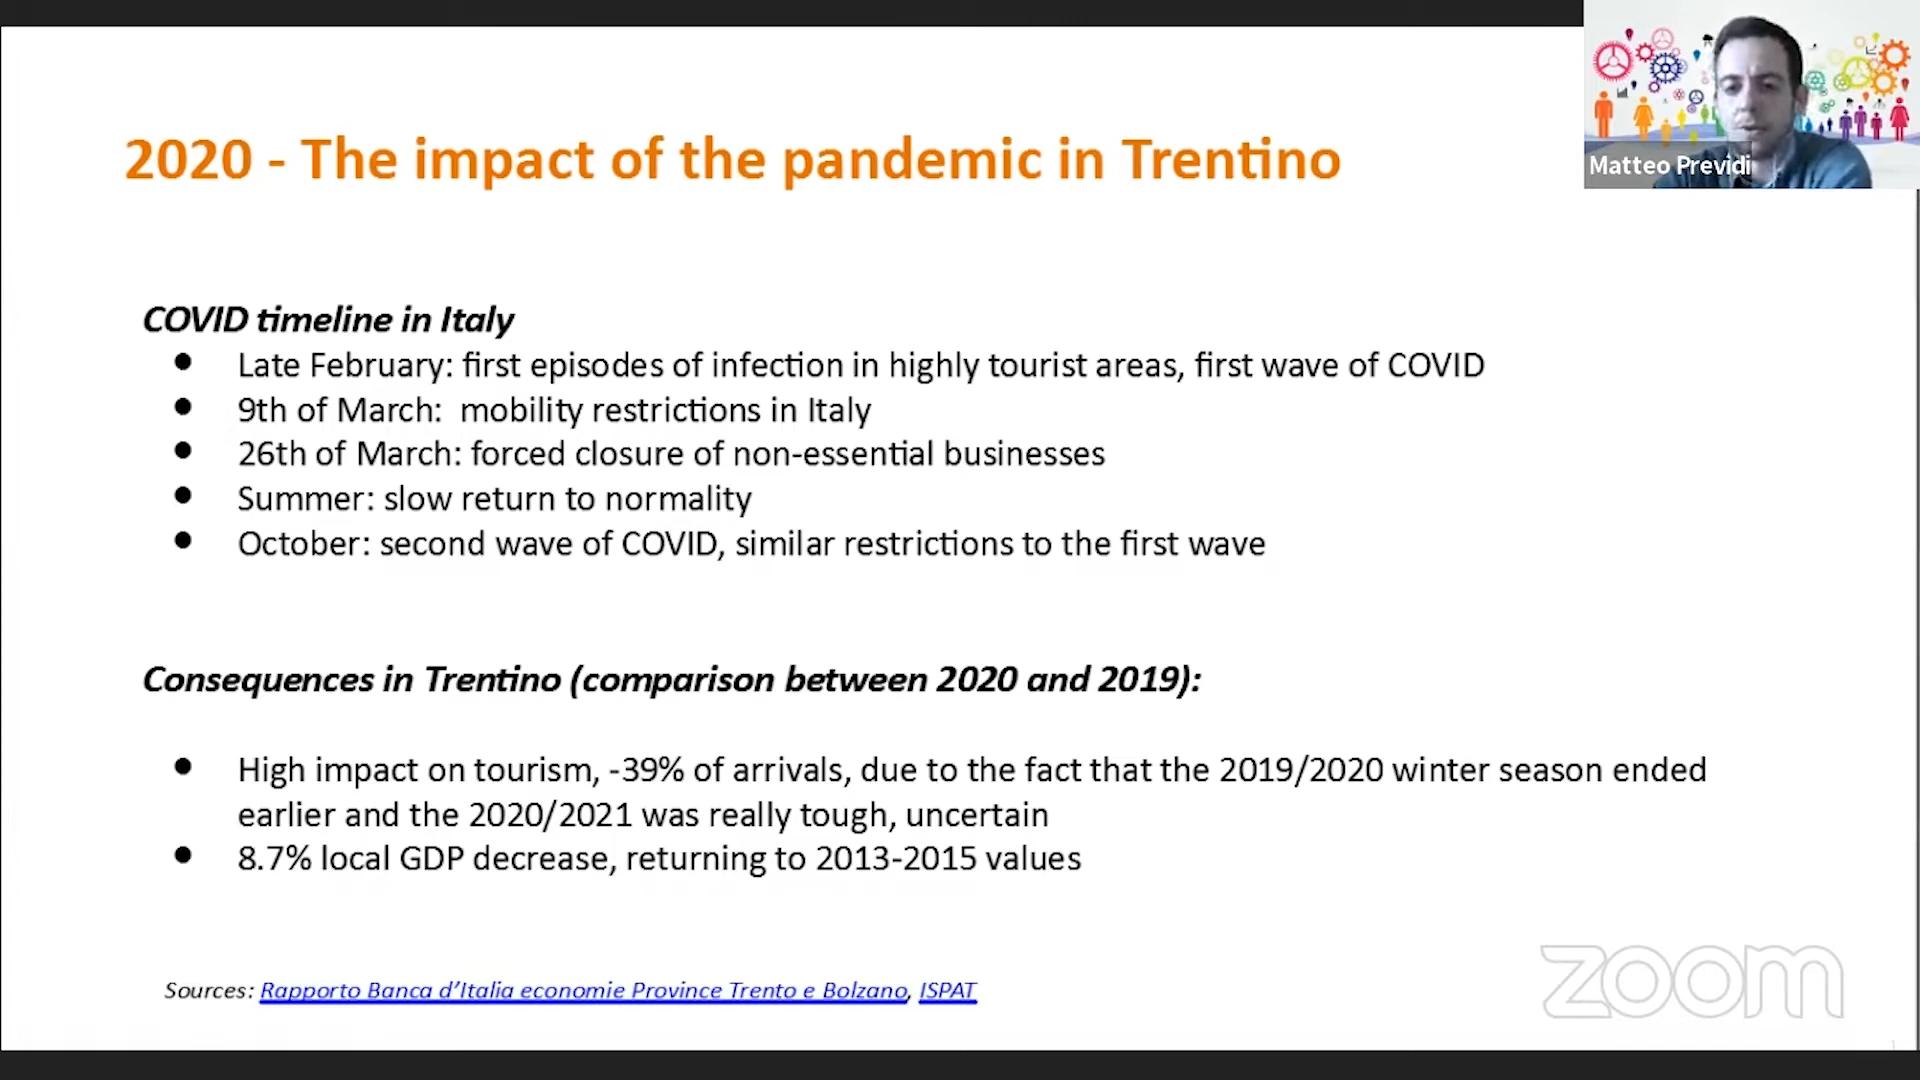 2020 - The impact of the pandemic in Trentino
Matteo Previdi
COVID timeline in Italy
● Late February: first episodes of infection in highly tourist areas, first wave of COVID
● 9th of March:  mobility restrictions in Italy
● 26th of March: forced closure of non-essential businesses
● Summer: slow return to normality
● October: second wave of COVID, similar restrictions to the first wave
Consequences in Trentino (comparison between 2020 and 2019):
● High impact on tourism, -39% of arrivals, due to the fact that the 2019/2020 winter season ended
earlier and the 2020/2021 was really tough, uncertain
● 8.7% local GDP decrease, returning to 2013-2015 values
Sources: Rapporto Banca d’Italia economie Province Trento e Bolzano, ISPAT
zoom
1